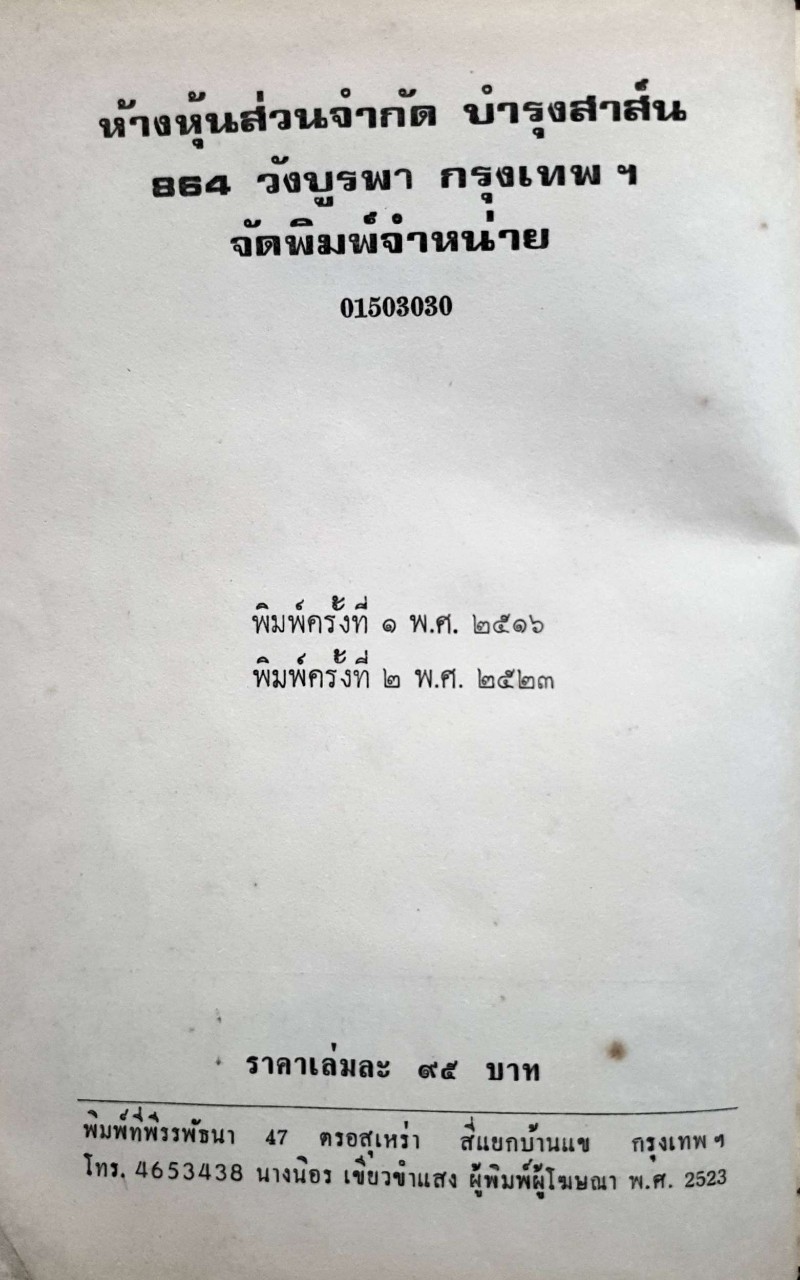 ห้างหุ้นส่วนจำกัด บำรุงสาส์น
864 วังบูรพา กรุงเทพ ฯ
จัดพิมพ์จำหน่าย
01503030
พิมพ์ครั้งที่ ๑ พ.ศ. ๒๕๑๖
พิมพ์ครั้งที่ ๒ พ.ศ. ๒๕๒๓
ราคาเล่มละ ๙๕ บาท
พิมพ์ที่พีรรพัธนา 47 ตรอสุเหร่า สี่แยกบ้านแข กรุงเทพ ฯ
โทร. 4653438 นางนิอร เขียวขำแสง ผู้พิมพ์ผู้โฆษณา พ.ศ. 2523